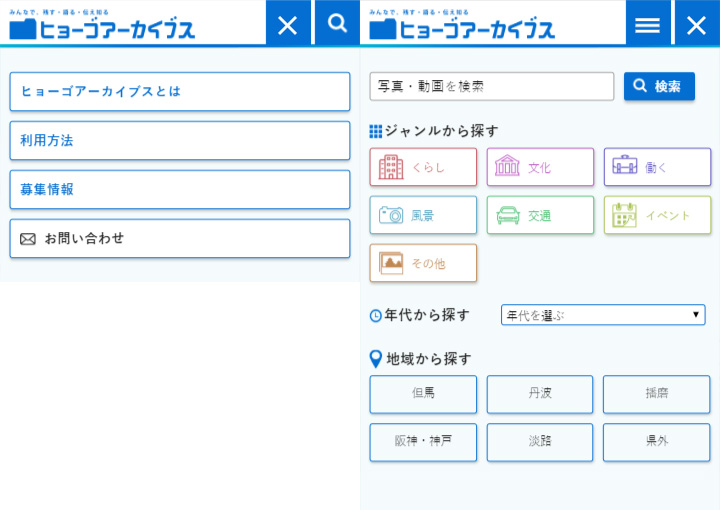 みんなで、残す・語る・伝え知る
ヒョーゴアーカイブス
ヒョーゴアーカイブスとは
利用方法
募集情報
お問い合わせ
みんなで、残す・語る・伝え知る
ヒョーゴアーカイブス
写真・動画を検索
検索
ジャンルから探す
くらし
文化
働く
風景
交通
イベント
その他
年代から探す
年代を選ぶ
地域から探す
但馬
丹波
播磨
阪神・神戸
淡路
県外